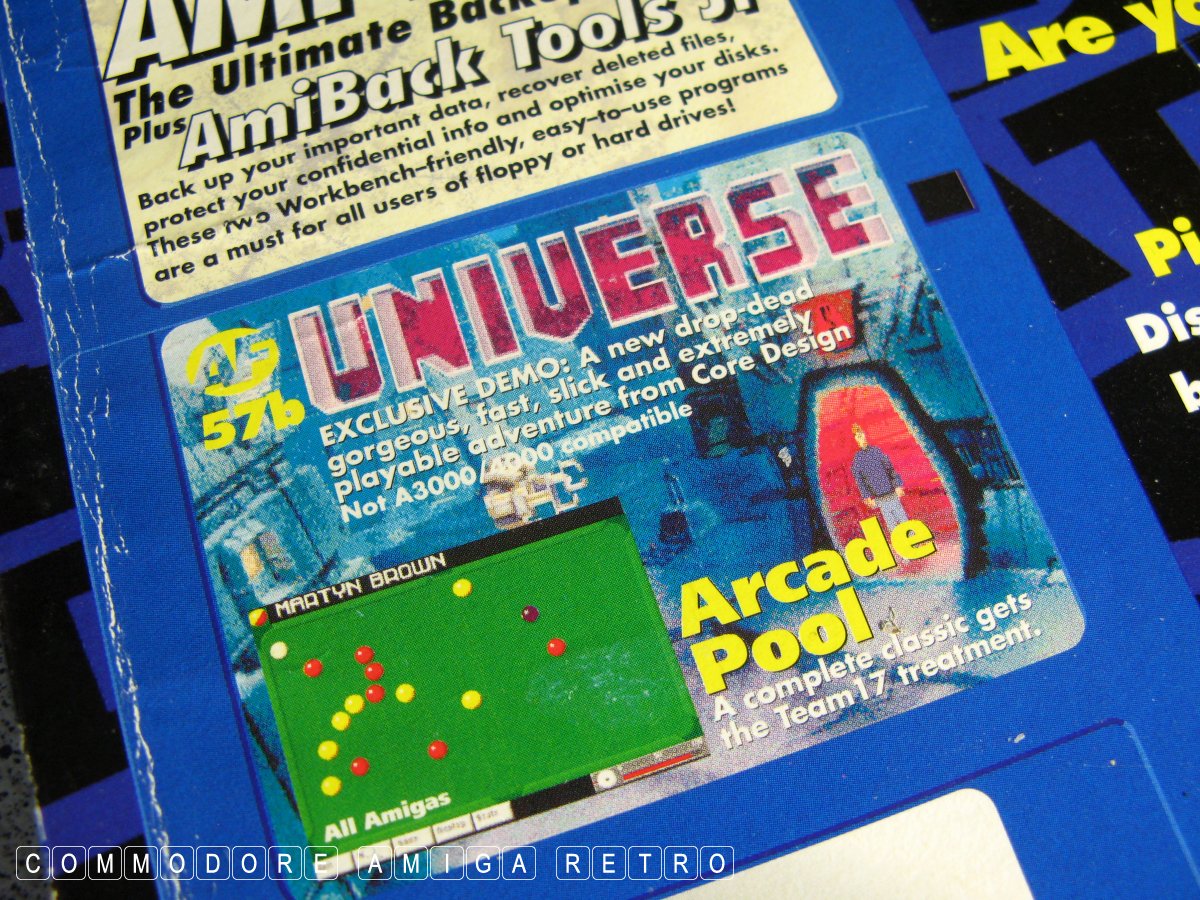 AMI
The Ultimate Backup
Plus AmiBack Tools
Back up your important data, recover deleted files,
protect your confidential info and optimise your disks.
These two Workbench-friendly, easy-to-use programs
are a must for all users of floppy or hard drives!
Are yo
Pi
Dis
b
UNIVERSE
AF
57b
EXCLUSIVE DEMO: A new drop-dead
gorgeous, fast, slick and extremely
playable adventure from Core Design
Not A3000/4000 compatible
MARTYN BROWN
Arcade
Pool
A complete classic gets
the Team17 treatment.
All Amigas
COMMODORE AMIGA RETRO